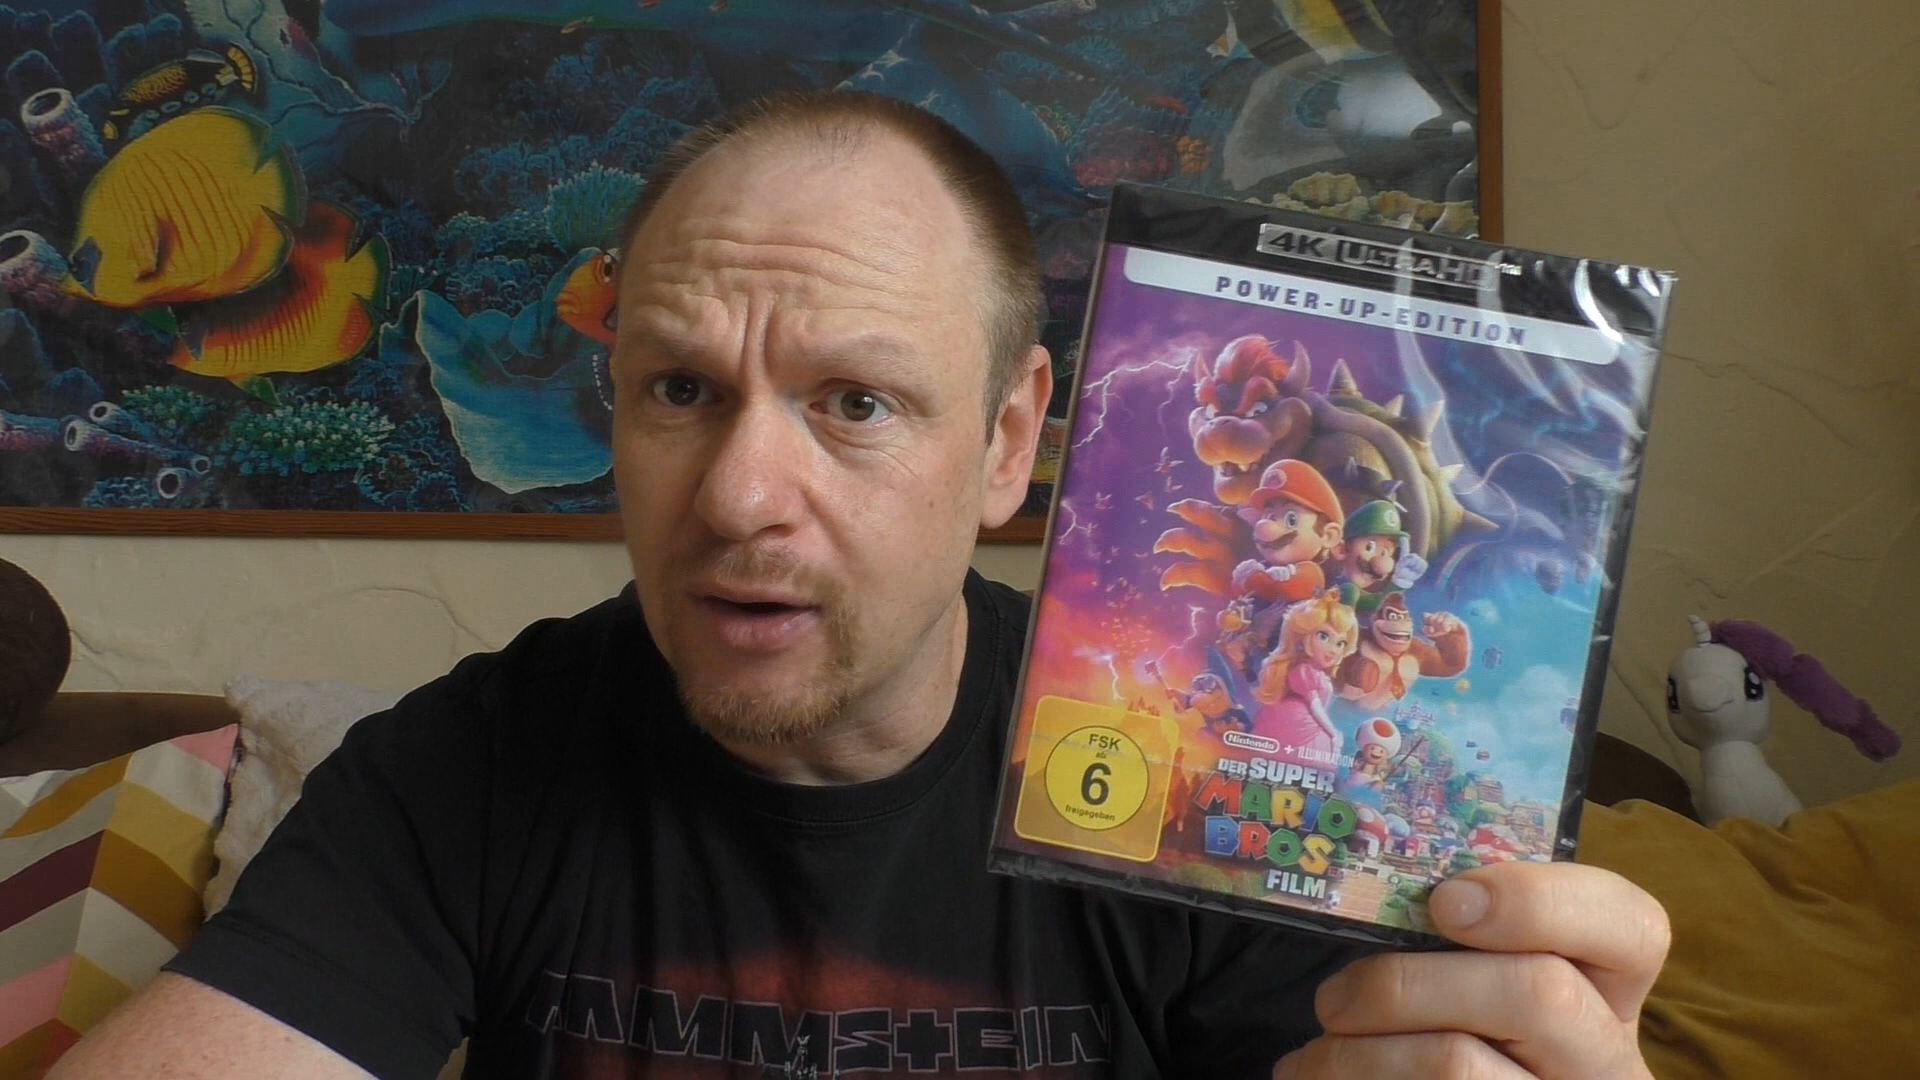 4K ULTRA HD
POWER-UP-EDITION
FSK
ab
6
freigegeben
Nintendo + ILLUMINATION
DER SUPER
MARIO
BROS.
FILM
RAMMSTEIN